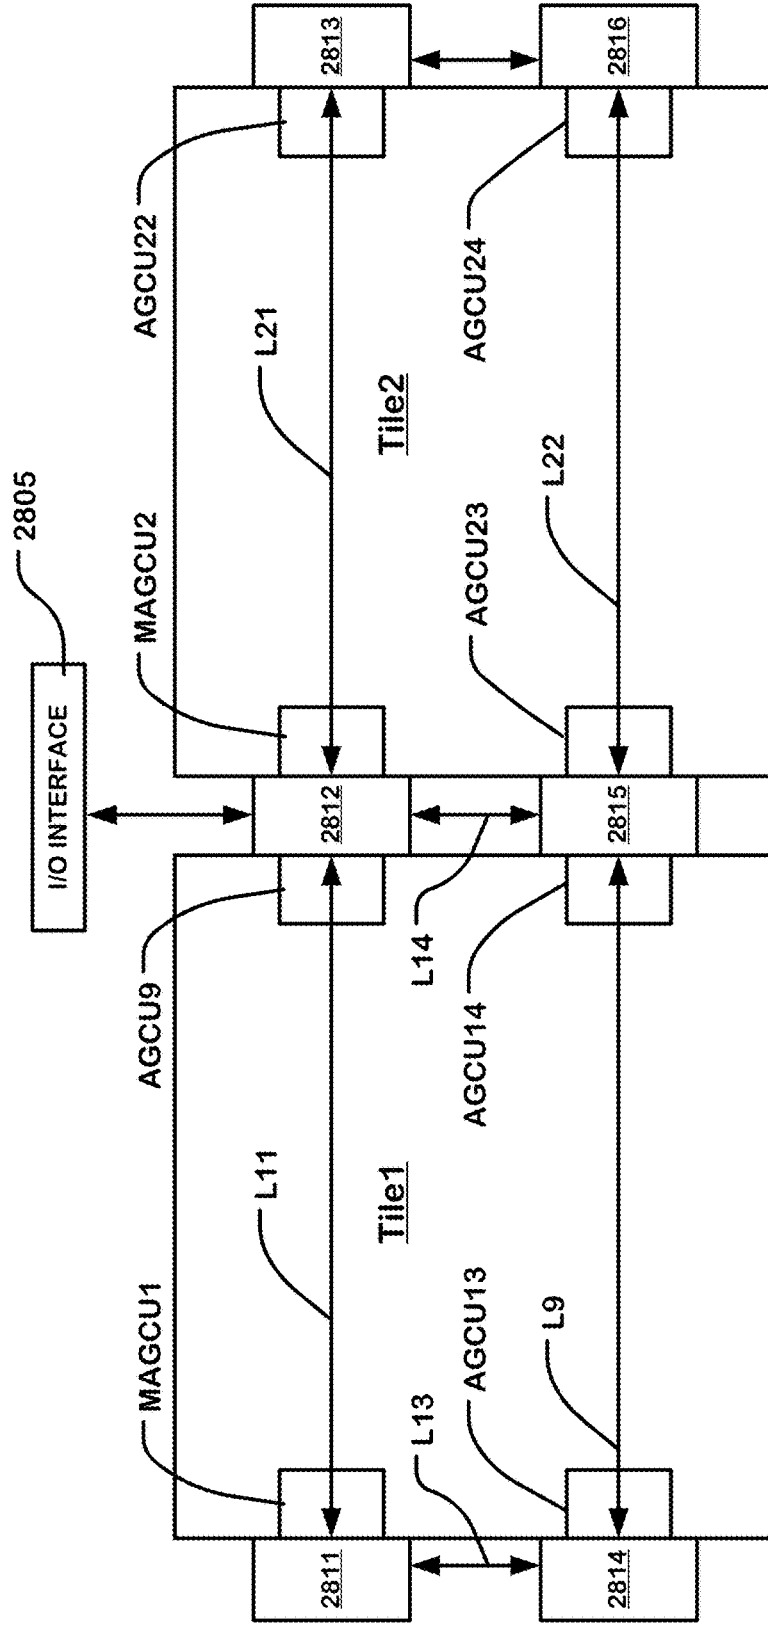 2805
I/O INTERFACE
MAGCU1
AGCU9
MAGCU2
AGCU22
L11
L21
2811
2812
2813
Tile1
Tile2
L13
L14
AGCU13
AGCU14
AGCU23
AGCU24
L9
L22
2814
2815
2816